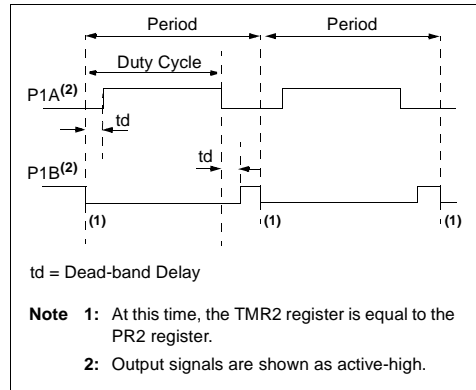 Period Period
Duty Cycle
P1A(2)
td
td
P1B(2)
(1) (1) (1)
td = Dead-band Delay
Note 1: At this time, the TMR2 register is equal to the
PR2 register.
2: Output signals are shown as active-high.